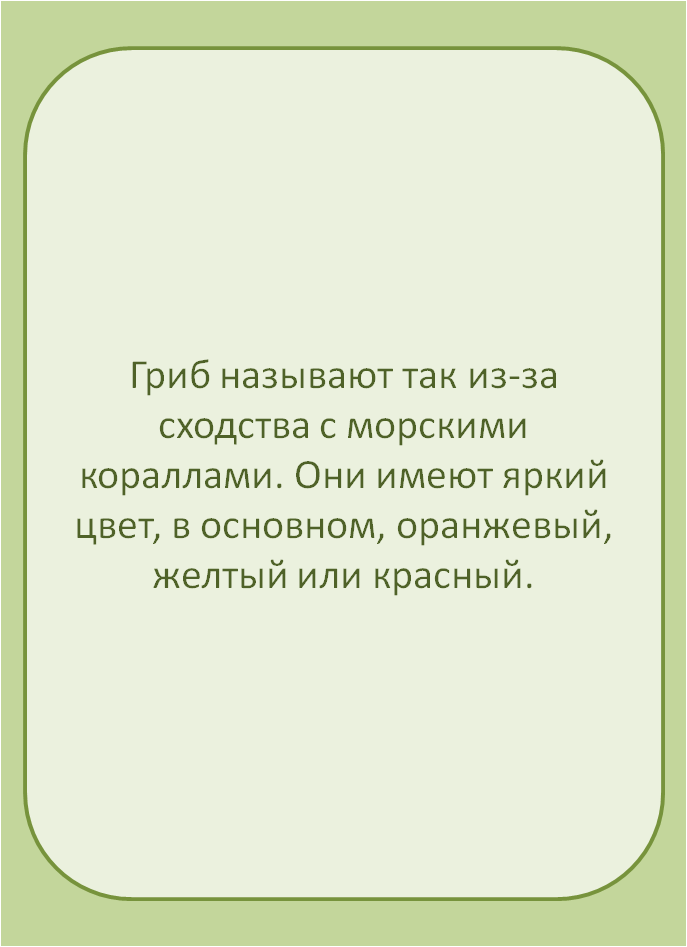 Гриб называют так из-за
сходства с морскими
кораллами. Они имеют яркий
цвет, в основном, оранжевый,
желтый или красный.